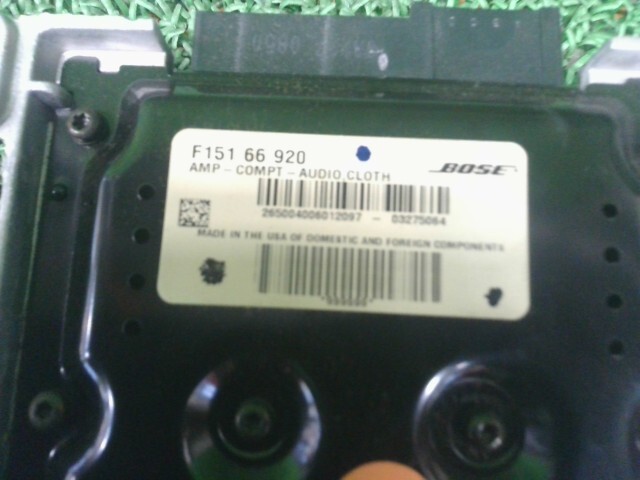 F151 66 920
AMP - COMPT - AUDIO,CLOTH
BOSE
265004006012097 - 03275064
MADE IN THE USA OF DOMESTIC AND FOREIGN COMPONENTS